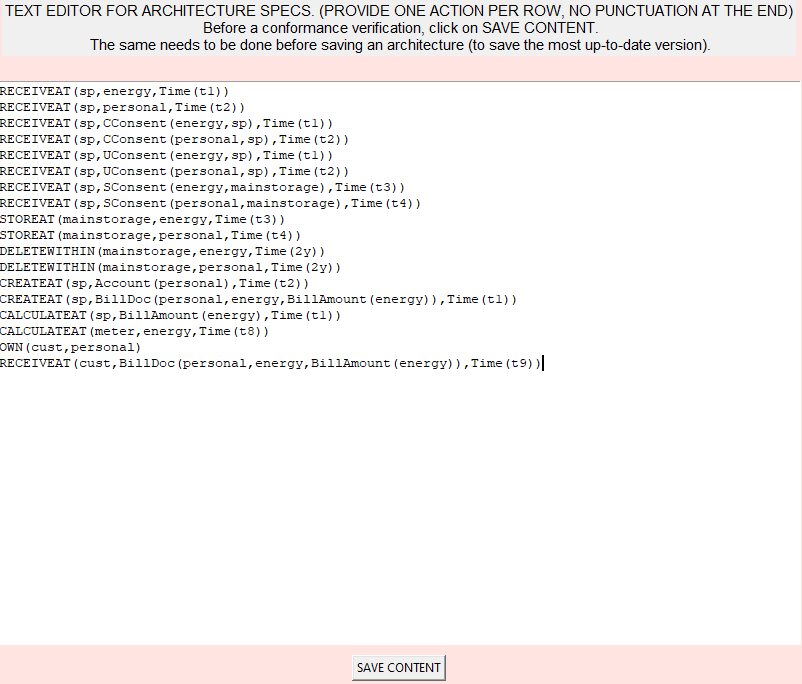 TEXT EDITOR FOR ARCHITECTURE SPECS. (PROVIDE ONE ACTION PER ROW, NO PUNCTUATION AT THE END)
Before a conformance verification, click on SAVE CONTENT.
The same needs to be done before saving an architecture (to save the most up-to-date version).
RECEIVEAT(sp,energy,Time(t1))
RECEIVEAT(sp,personal,Time(t2))
RECEIVEAT(sp,CConsent(energy,sp),Time(t1))
RECEIVEAT(sp,CConsent(personal,sp),Time(t2))
RECEIVEAT(sp,UConsent(energy,sp),Time(t1))
RECEIVEAT(sp,UConsent(personal,sp),Time(t2))
RECEIVEAT(sp,SConsent(energy,mainstorage),Time(t3))
RECEIVEAT(sp,SConsent(personal,mainstorage),Time(t4))
STOREAT(mainstorage,energy,Time(t3))
STOREAT(mainstorage,personal,Time(t4))
DELETEWITHIN(mainstorage,energy,Time(2y))
DELETEWITHIN(mainstorage,personal,Time(2y))
CREATEAT(sp,Account(personal),Time(t2))
CREATEAT(sp,BillDoc(personal,energy,BillAmount(energy)),Time(t1))
CALCULATEAT(sp,BillAmount(energy),Time(t1))
CALCULATEAT(meter,energy,Time(t8))
OWN(cust,personal)
RECEIVEAT(cust,BillDoc(personal,energy,BillAmount(energy)),Time(t9))
SAVE CONTENT